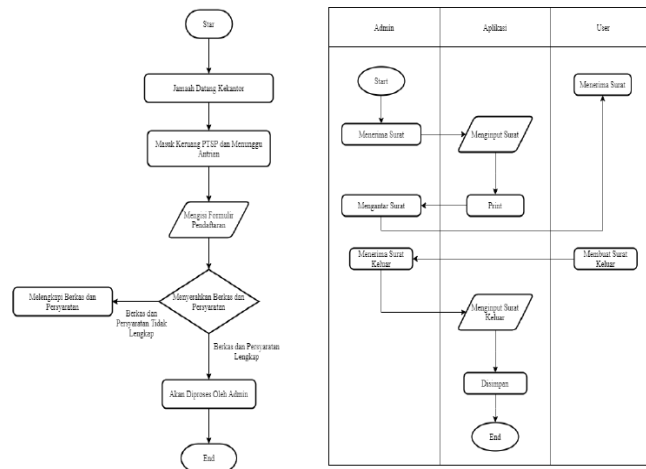 Star
Jamaah Datang Kekantor
Masuk Keruang PTSP dan Menunggu
Antrian
Mengisi Formulir
Pendaftaran
Menyerahkan Berkas dan
Persyaratan
Melengkapi Berkas dan
Persyaratan
Berkas dan
Persyaratan Tidak
Lengkap
Berkas dan Persyaratan
Lengkap
Akan Diproses Oleh Admin
End
Admin
Aplikasi
User
Start
Menerima Surat
Menerima Surat
Menginput Surat
Mengantar Surat
Print
Menerima Surat
Keluar
Membuat Surat
Keluar
Menginput Surat
Keluar
Disimpan
End